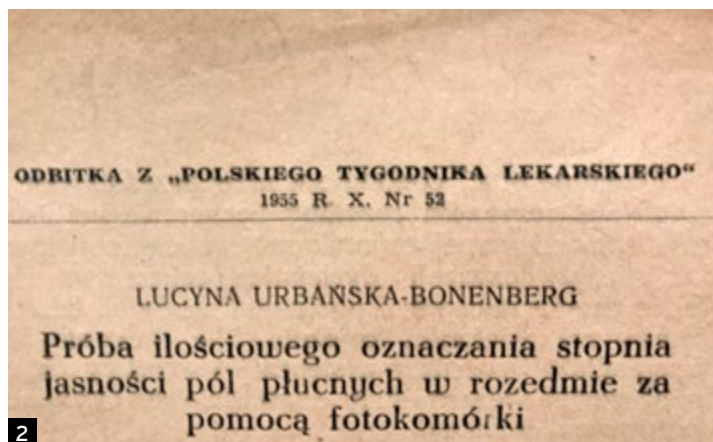 ODBITKA Z „POLSKIEGO TYGODNIKA LEKARSKIEGO“
1955 R. X. Nr 52
LUCYNA URBAŃSKA-BONENBERG
Próba ilościowego oznaczania stopnia
jasności pól płucnych w rozedmie za
pomocą fotokomórki
2